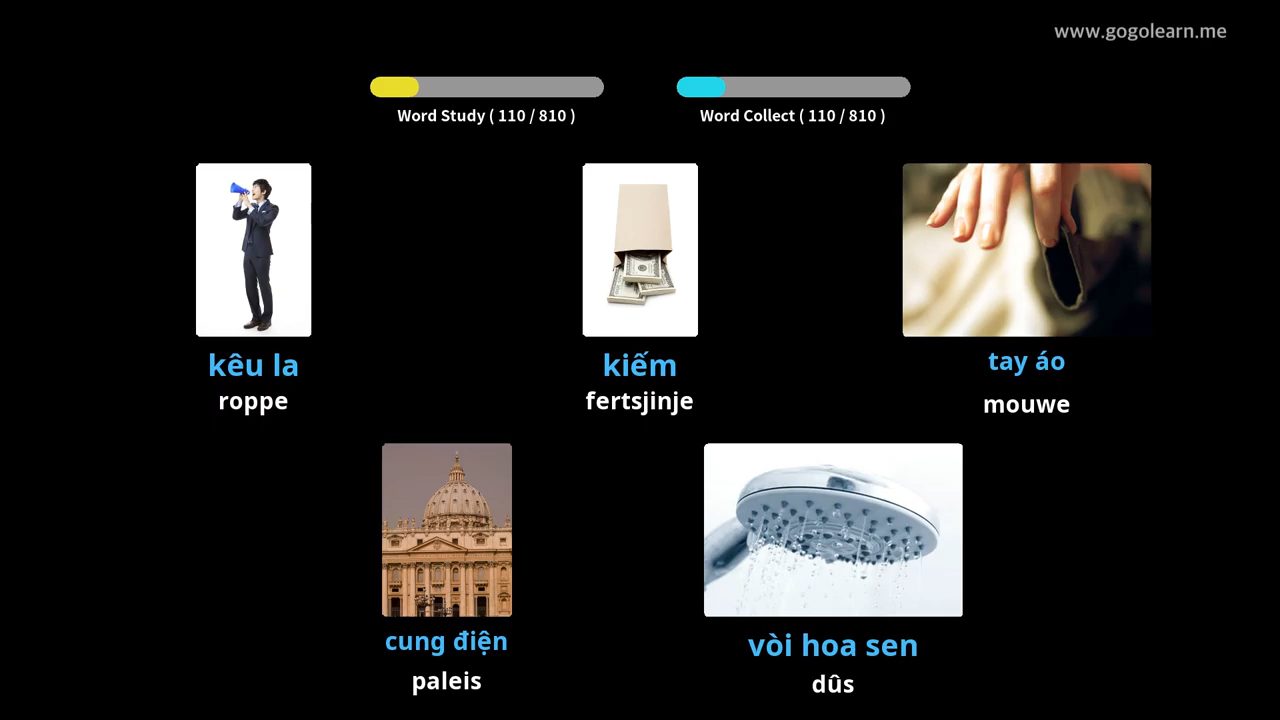 www.gogolearn.me
Word Study ( 110 / 810 )
Word Collect ( 110 / 810 )
kêu la
roppe
kiếm
fertsjinje
tay áo
mouwe
cung điện
paleis
vòi hoa sen
dûs